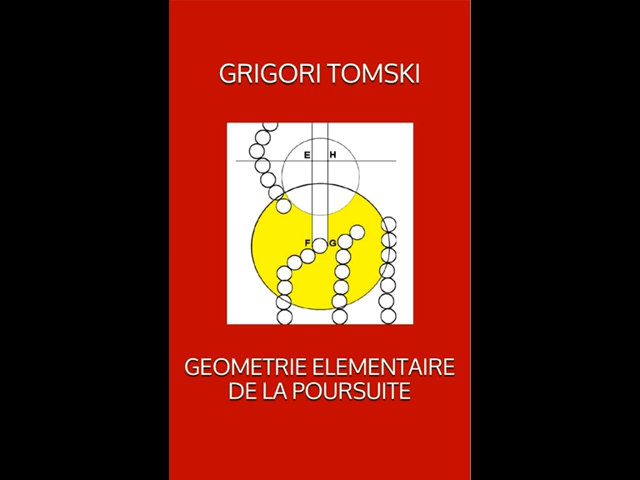 GRIGORI TOMSKI
E H
F G
GEOMETRIE ELEMENTAIRE
DE LA POURSUITE